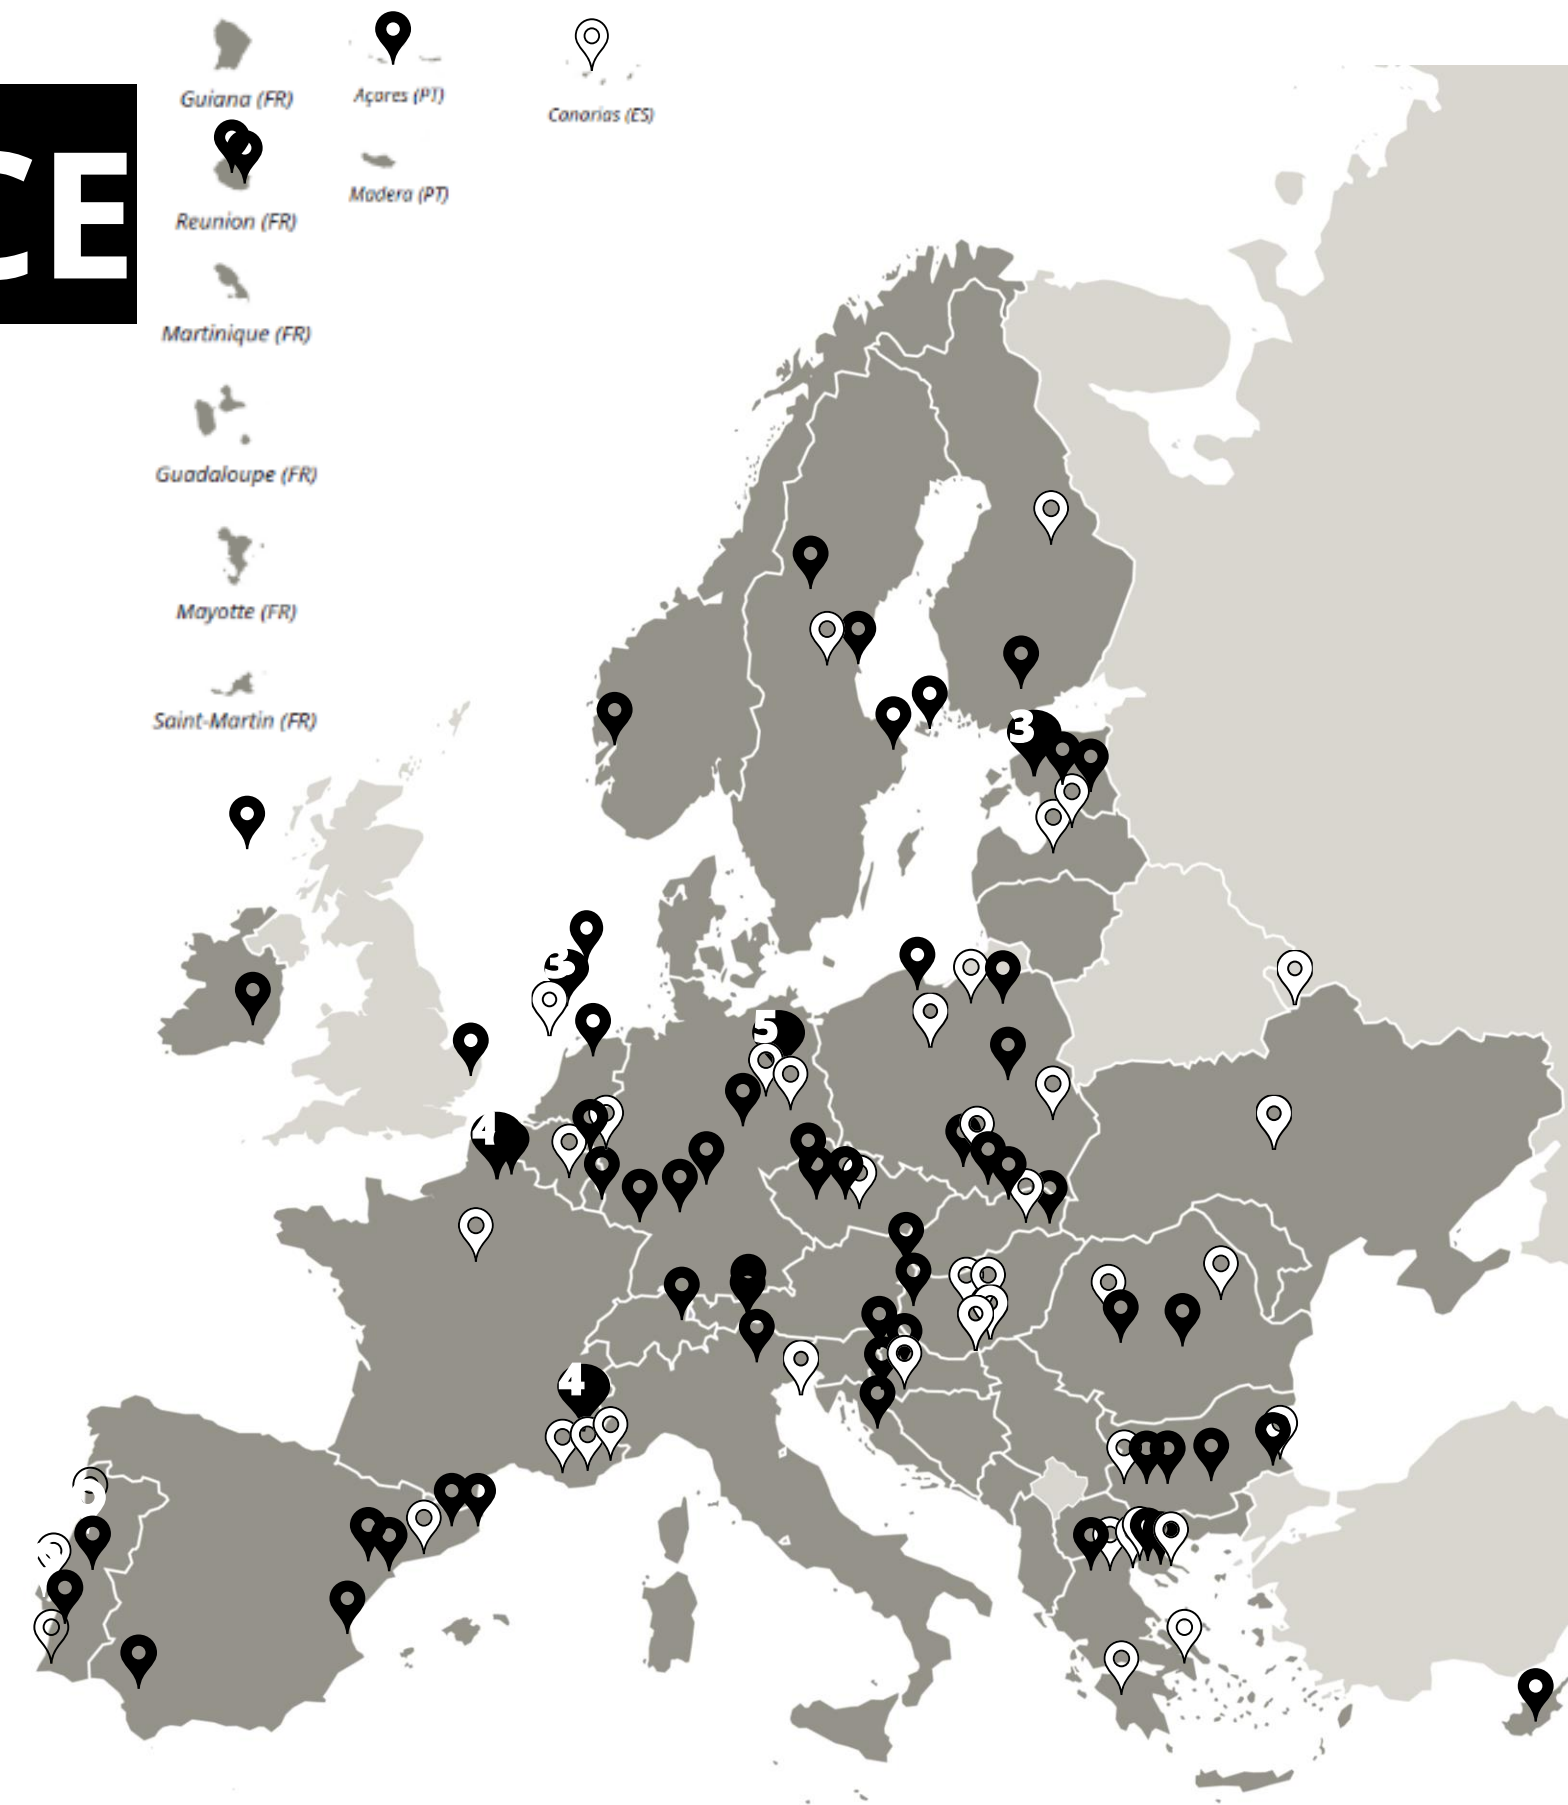 Guiana (FR)
Açores (PT)
Canarias (ES)
CE
Reunion (FR)
Madera (PT)
Martinique (FR)
Guadaloupe (FR)
Mayotte (FR)
Saint-Martin (FR)
3
3
5
4
4